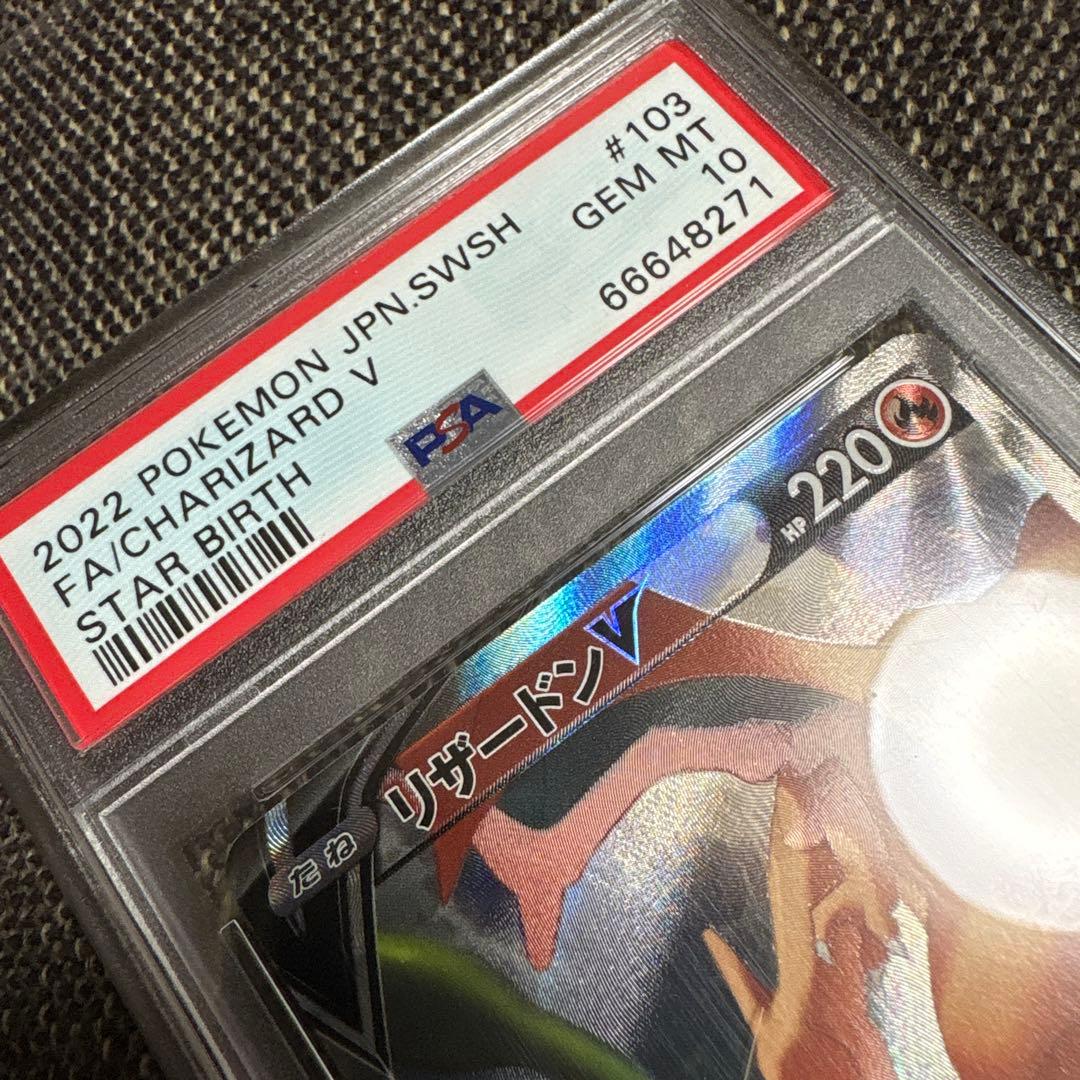 2022 POKEMON JPN.SWSH #103
FA/CHARIZARD V GEM MT
STAR BIRTH 10
66648271
PSA
たね リザードンV HP 220